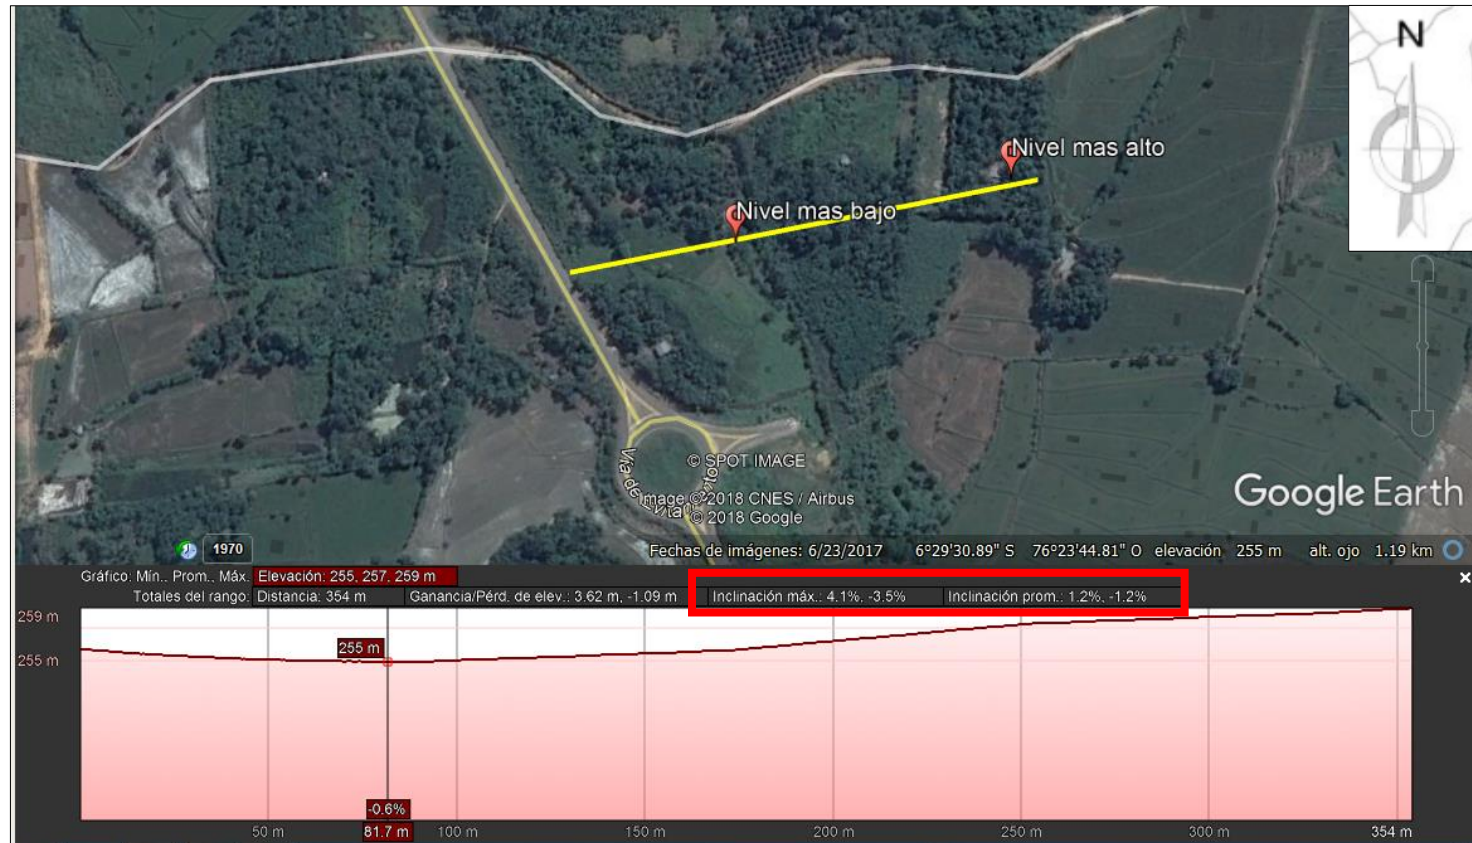 N
Nivel mas alto
Nivel mas bajo
Vía de Evitamiento
© SPOT IMAGE
Image © 2018 CNES / Airbus
© 2018 Google
Google Earth
1970
Fechas de imágenes: 6/23/2017 6°29'30.89" S 76°23'44.81" O elevación 255 m alt. ojo 1.19 km
Gráfico: Mín., Prom., Máx. Elevación: 255, 257, 259 m
Totales del rango: Distancia: 354 m Ganancia/Pérd. de elev.: 3.62 m, -1.09 m Inclinación máx.: 4.1%, -3.5% Inclinación prom.: 1.2%, -1.2%
259 m
255 m
255 m
-0.6%
50 m 81.7 m 100 m 150 m 200 m 250 m 300 m 354 m